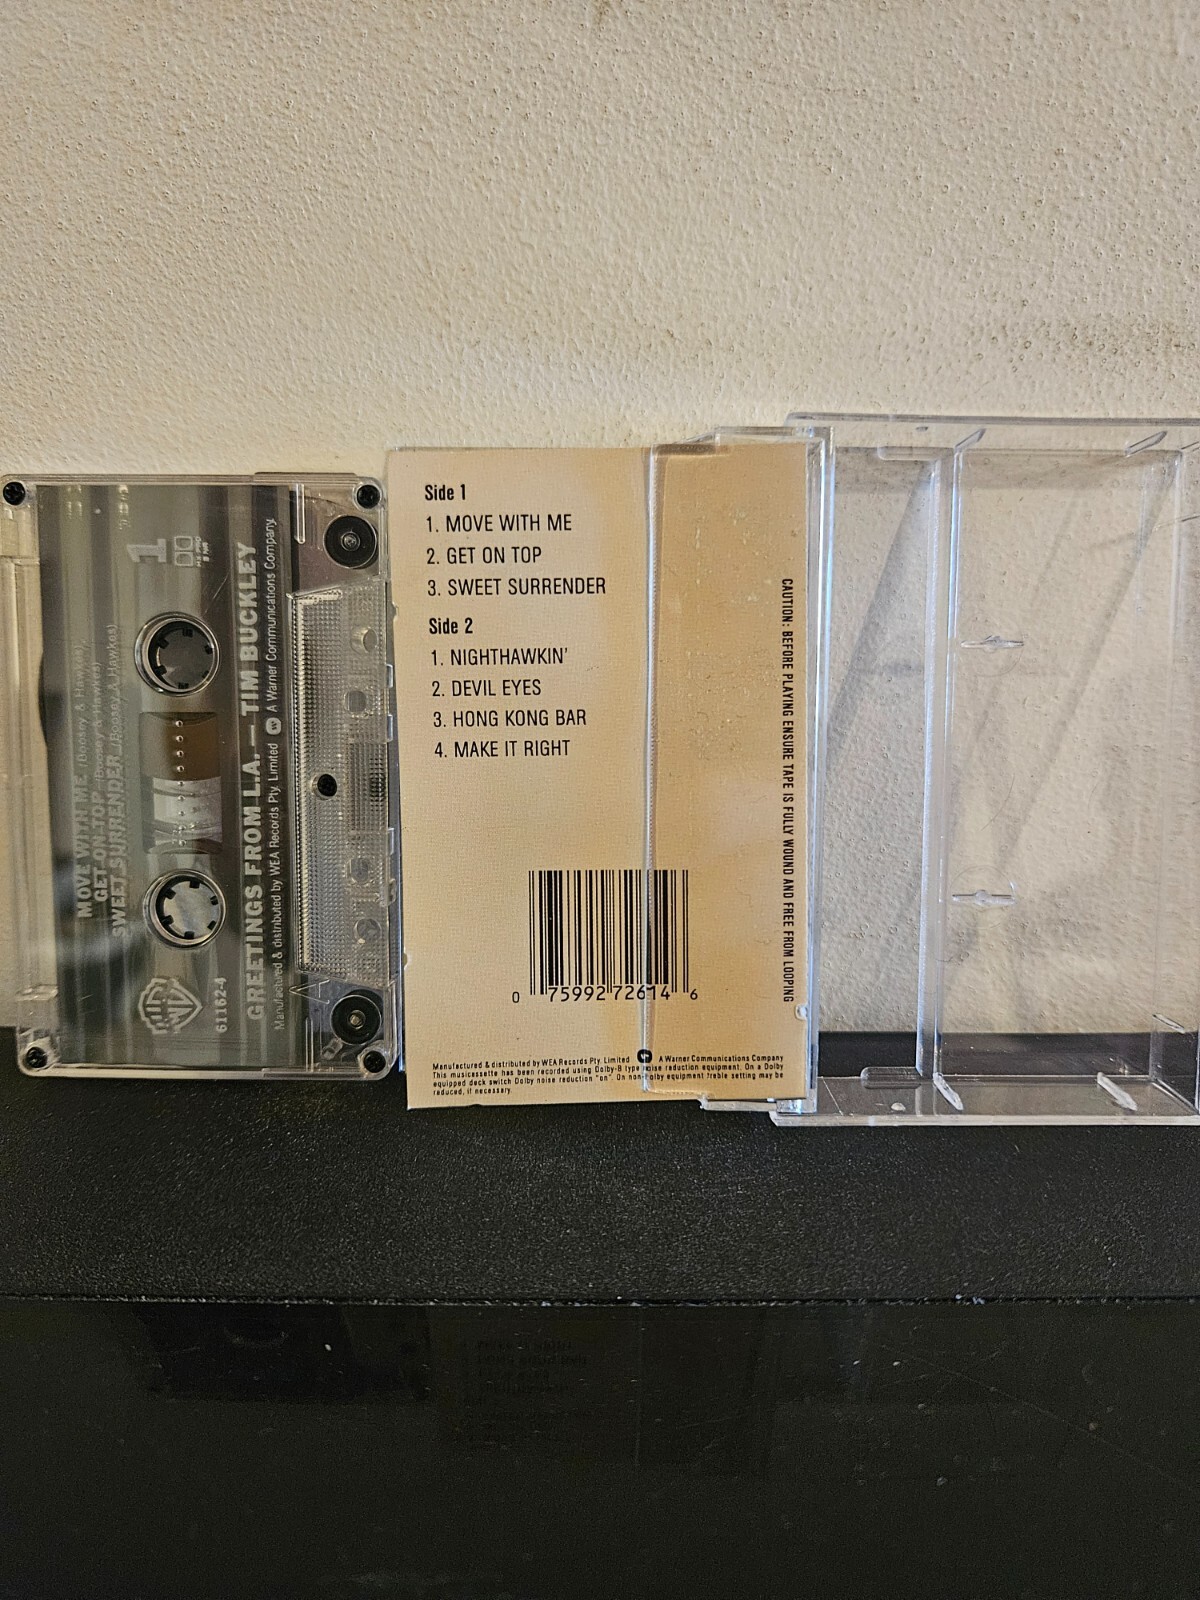 MOVE WITH ME (Boosey & Hawkes),
GET ON TOP (Boosey & Hawkes)
SWEET SURRENDER (Boosey & Hawkes)
1
GREETINGS FROM L.A. — TIM BUCKLEY
Manufactured & distributed by WEA Records Pty. Limited A Warner Communications Company.
61162-4
Side 1
1. MOVE WITH ME
2. GET ON TOP
3. SWEET SURRENDER
Side 2
1. NIGHTHAWKIN'
2. DEVIL EYES
3. HONG KONG BAR
4. MAKE IT RIGHT
0 75992 72614 6
Manufactured & distributed by WEA Records Pty. Limited A Warner Communications Company
This musicassette has been recorded using Dolby-B type noise reduction equipment. On a Dolby
equipped deck switch Dolby noise reduction "on". On non-Dolby equipment treble setting may be
reduced, if necessary.
CAUTION: BEFORE PLAYING ENSURE TAPE IS FULLY WOUND AND FREE FROM LOOPING